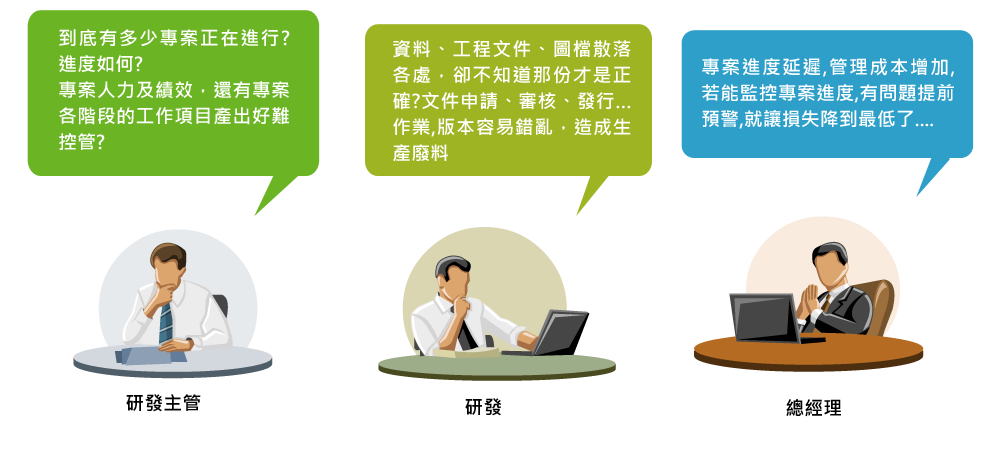 到底有多少專案正在進行?
進度如何?
專案人力及績效，還有專案
各階段的工作項目產出好難
控管?
資料、工程文件、圖檔散落
各處，卻不知道那份才是正
確?文件申請、審核、發行...
作業,版本容易錯亂，造成生
產廢料
專案進度延遲,管理成本增加,
若能監控專案進度,有問題提前
預警,就讓損失降到最低了....
研發主管
研發
總經理